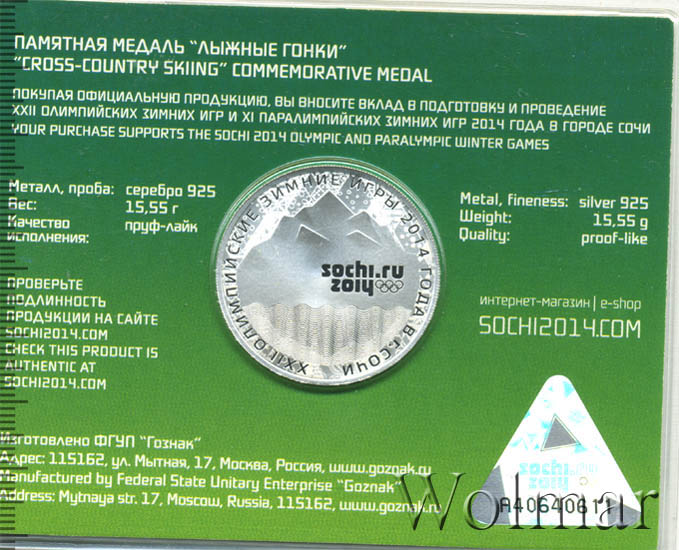 ПАМЯТНАЯ МЕДАЛЬ "ЛЫЖНЫЕ ГОНКИ"
"CROSS-COUNTRY SKIING" COMMEMORATIVE MEDAL
ПОКУПАЯ ОФИЦИАЛЬНУЮ ПРОДУКЦИЮ, ВЫ ВНОСИТЕ ВКЛАД В ПОДГОТОВКУ И ПРОВЕДЕНИЕ
XXII ОЛИМПИЙСКИХ ЗИМНИХ ИГР И XI ПАРАЛИМПИЙСКИХ ЗИМНИХ ИГР 2014 ГОДА В ГОРОДЕ СОЧИ
YOUR PURCHASE SUPPORTS THE SOCHI 2014 OLYMPIC AND PARALYMPIC WINTER GAMES
Металл, проба: серебро 925
Вес: 15,55 г
Качество исполнения: пруф-лайк
XXII ОЛИМПИЙСКИЕ ЗИМНИЕ ИГРЫ 2014 ГОДА В Г. СОЧИ
sochi.ru
2014
Metal, fineness: silver 925
Weight: 15,55 g
Quality: proof-like
ПРОВЕРЬТЕ
ПОДЛИННОСТЬ
ПРОДУКЦИИ НА САЙТЕ
SOCHI2014.COM
CHECK THIS PRODUCT IS
AUTHENTIC AT
SOCHI2014.COM
интернет-магазин | e-shop
SOCHI2014.COM
Изготовлено ФГУП "Гознак"
Адрес: 115162, ул. Мытная, 17, Москва, Россия, www.goznak.ru
Manufactured by Federal State Unitary Enterprise "Goznak"
Address: Mytnaya str. 17, Moscow, Russia, 115162, www.goznak.ru
sochi
2014
Wolmar